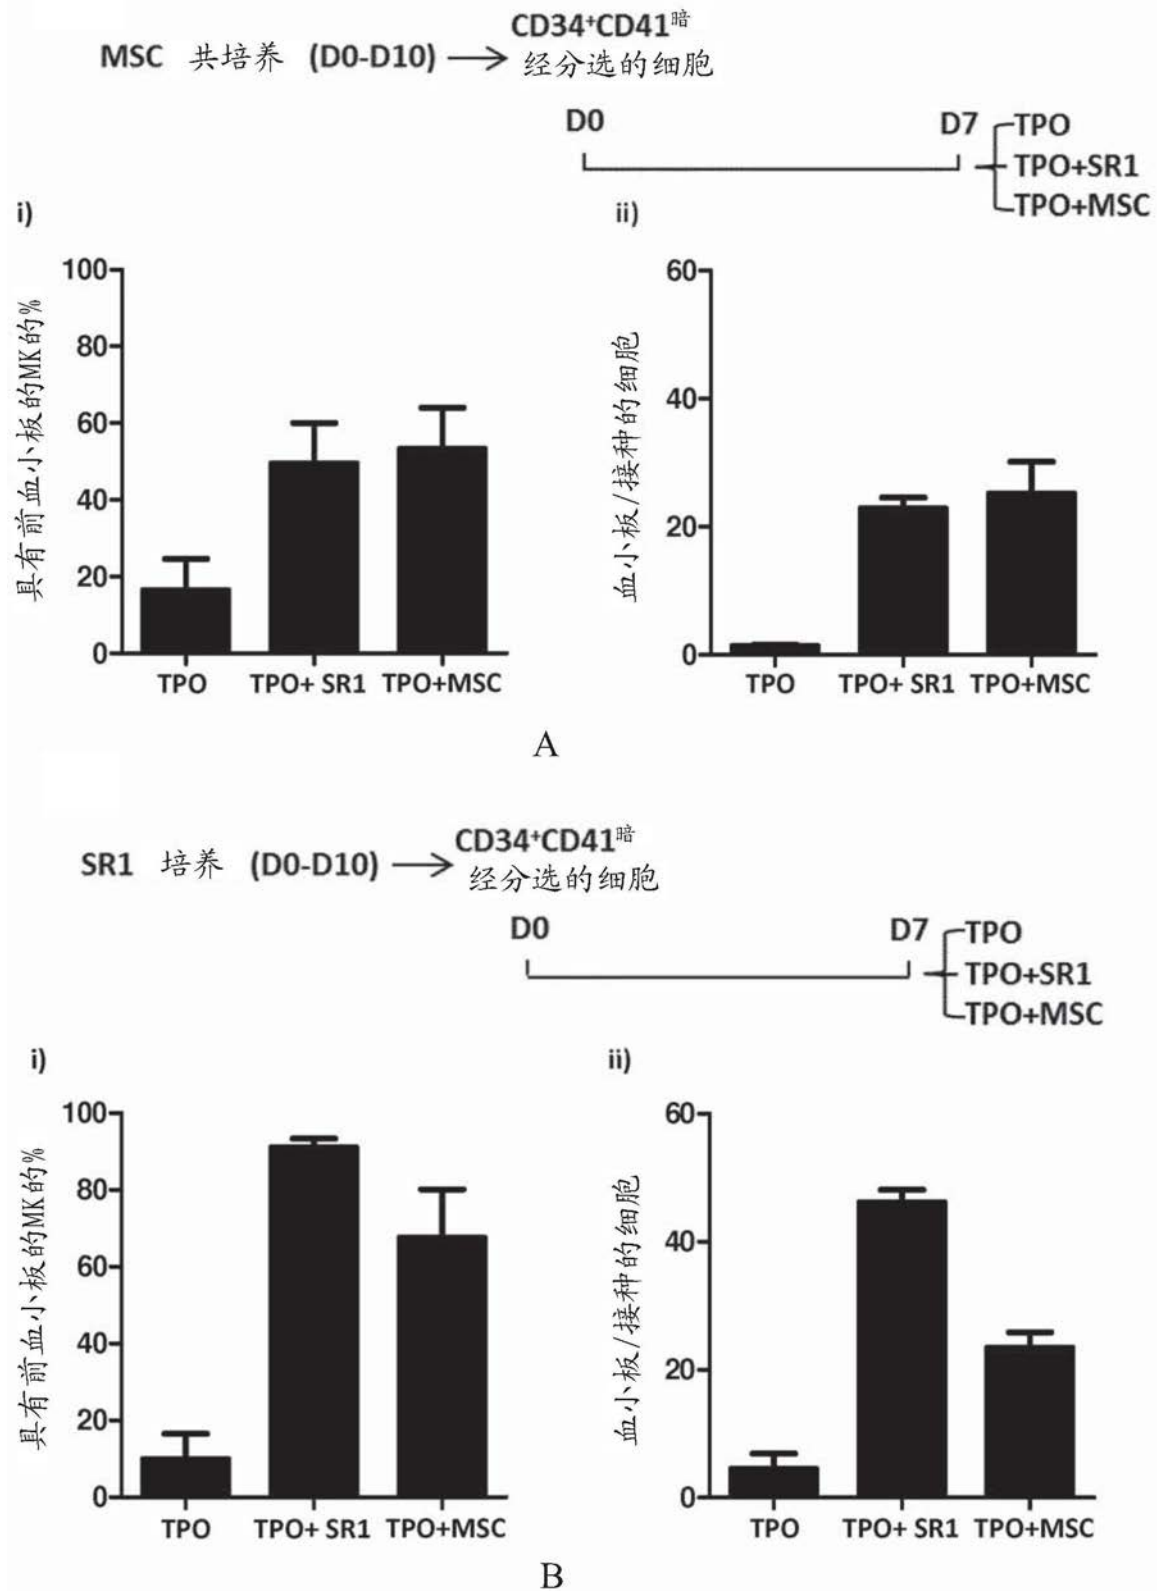 CD34⁺CD41暗
MSC 共培养 (D0-D10)
经分选的细胞
D0
D7
TPO
TPO+SR1
TPO+MSC
i)
具有前血小板的MK的%
100
80
60
40
20
0
TPO
TPO+ SR1
TPO+MSC
ii)
血小板/接种的细胞
60
40
20
0
TPO
TPO+ SR1
TPO+MSC
A
CD34⁺CD41暗
SR1 培养 (D0-D10)
经分选的细胞
D0
D7
TPO
TPO+SR1
TPO+MSC
i)
具有前血小板的MK的%
100
80
60
40
20
0
TPO
TPO+ SR1
TPO+MSC
ii)
血小板/接种的细胞
60
40
20
0
TPO
TPO+ SR1
TPO+MSC
B